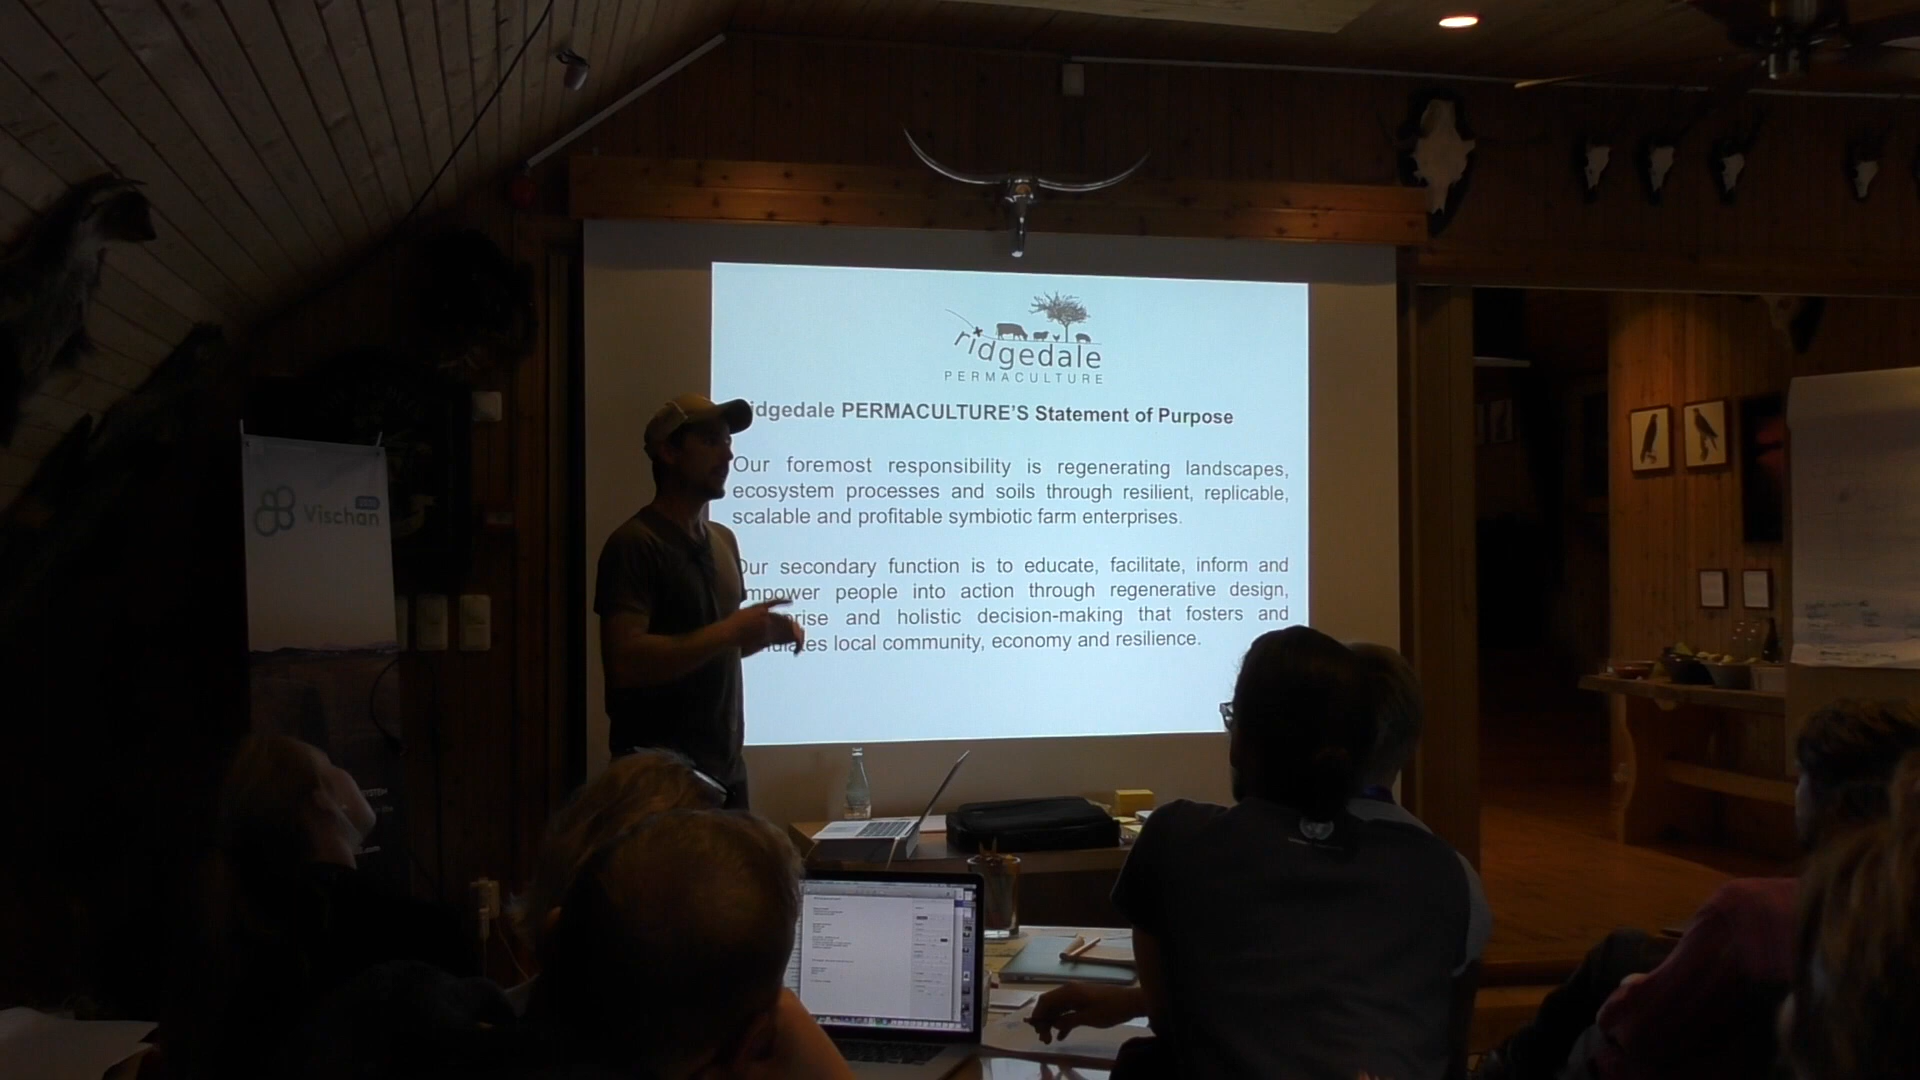 ridgedale
PERMACULTURE
idgedale PERMACULTURE'S Statement of Purpose
Our foremost responsibility is regenerating landscapes,
ecosystem processes and soils through resilient, replicable,
scalable and profitable symbiotic farm enterprises.
Our secondary function is to educate, facilitate, inform and
mpower people into action through regenerative design,
prise and holistic decision-making that fosters and
ulates local community, economy and resilience.
Vischan